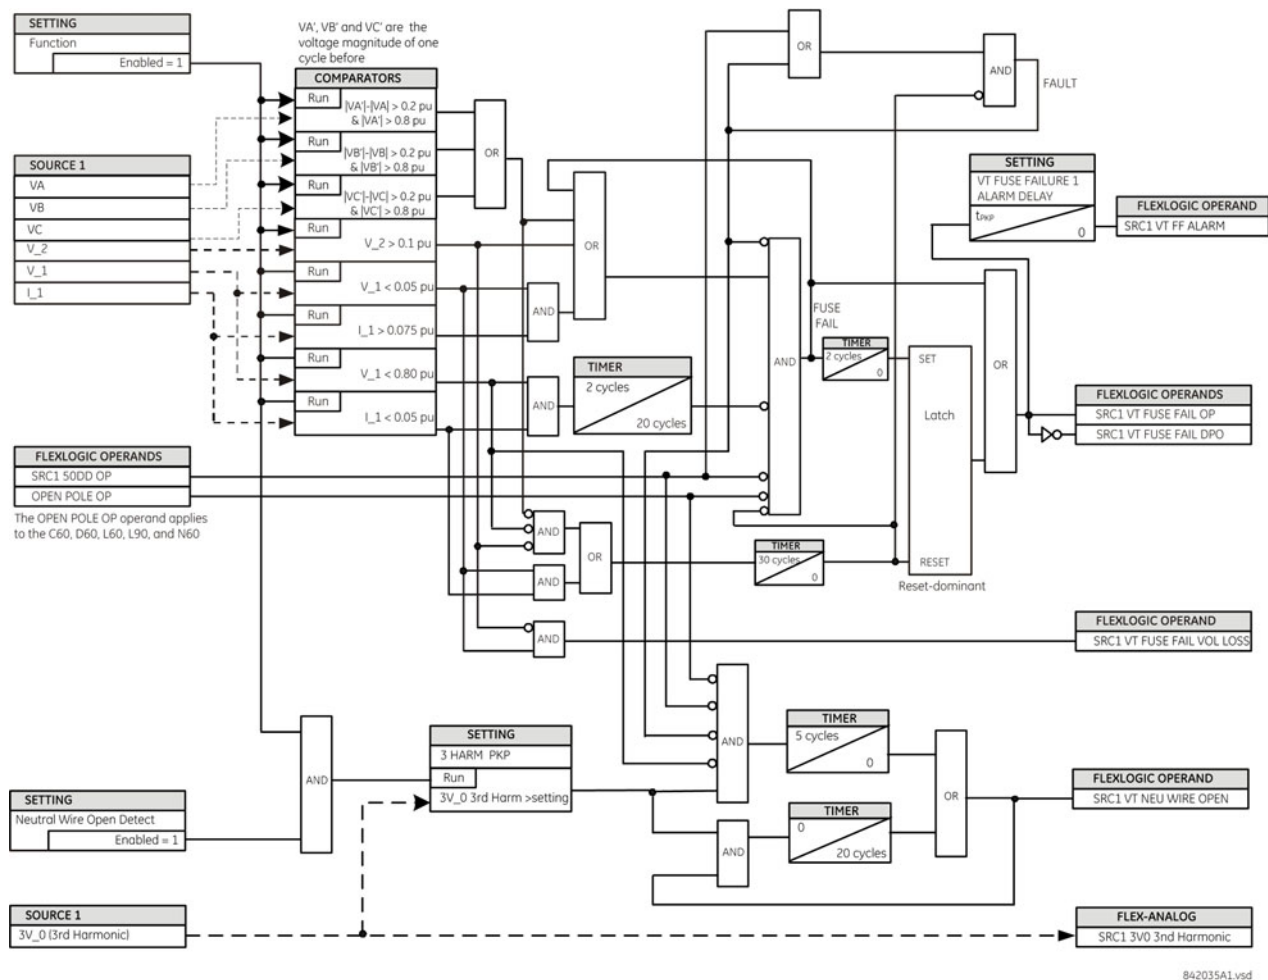 SETTING
Function
Enabled = 1
VA', VB' and VC' are the
voltage magnitude of one
cycle before
COMPARATORS
Run
|VA'|-|VA| > 0.2 pu
& |VA'| > 0.8 pu
Run
|VB'|-|VB| > 0.2 pu
& |VB'| > 0.8 pu
Run
|VC'|-|VC| > 0.2 pu
& |VC'| > 0.8 pu
Run
V_2 > 0.1 pu
Run
V_1 < 0.05 pu
Run
I_1 > 0.075 pu
Run
V_1 < 0.80 pu
Run
I_1 < 0.05 pu
SOURCE 1
VA
VB
VC
V_2
V_1
I_1
OR
OR
AND
AND
TIMER
2 cycles
20 cycles
OR
AND
FAULT
SETTING
VT FUSE FAILURE 1
ALARM DELAY
tPKP
0
FLEXLOGIC OPERAND
SRC1 VT FF ALARM
AND
FUSE
FAIL
TIMER
2 cycles
0
SET
Latch
RESET
Reset-dominant
OR
FLEXLOGIC OPERANDS
SRC1 VT FUSE FAIL OP
SRC1 VT FUSE FAIL DPO
FLEXLOGIC OPERANDS
SRC1 50DD OP
OPEN POLE OP
The OPEN POLE OP operand applies
to the C60, D60, L60, L90, and N60
AND
AND
OR
TIMER
30 cycles
0
AND
FLEXLOGIC OPERAND
SRC1 VT FUSE FAIL VOL LOSS
AND
SETTING
3 HARM PKP
Run
3V_0 3rd Harm >setting
AND
TIMER
5 cycles
0
AND
TIMER
0
20 cycles
OR
FLEXLOGIC OPERAND
SRC1 VT NEU WIRE OPEN
SETTING
Neutral Wire Open Detect
Enabled = 1
SOURCE 1
3V_0 (3rd Harmonic)
FLEX-ANALOG
SRC1 3V0 3nd Harmonic
842035A1.vsd